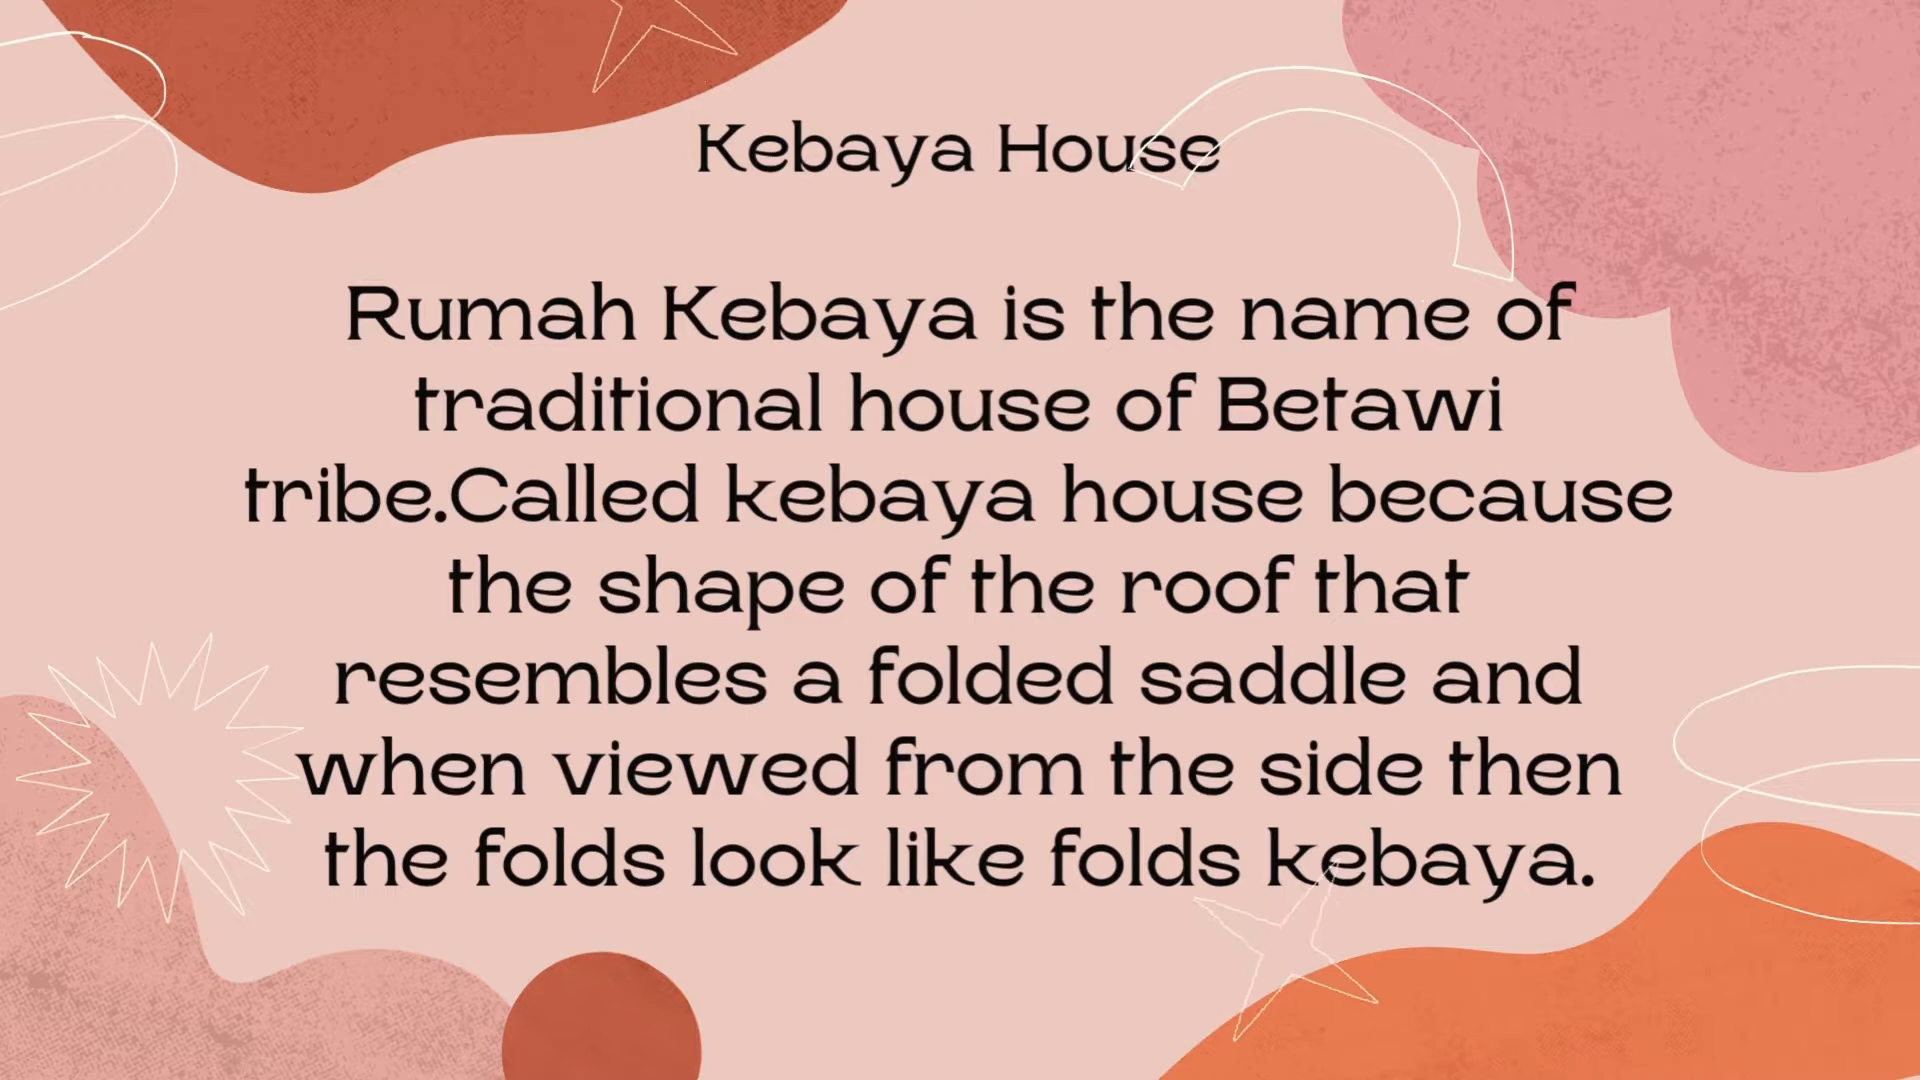 Kebaya House
Rumah Kebaya is the name of
traditional house of Betawi
tribe.Called kebaya house because
the shape of the roof that
resembles a folded saddle and
when viewed from the side then
the folds look like folds kebaya.